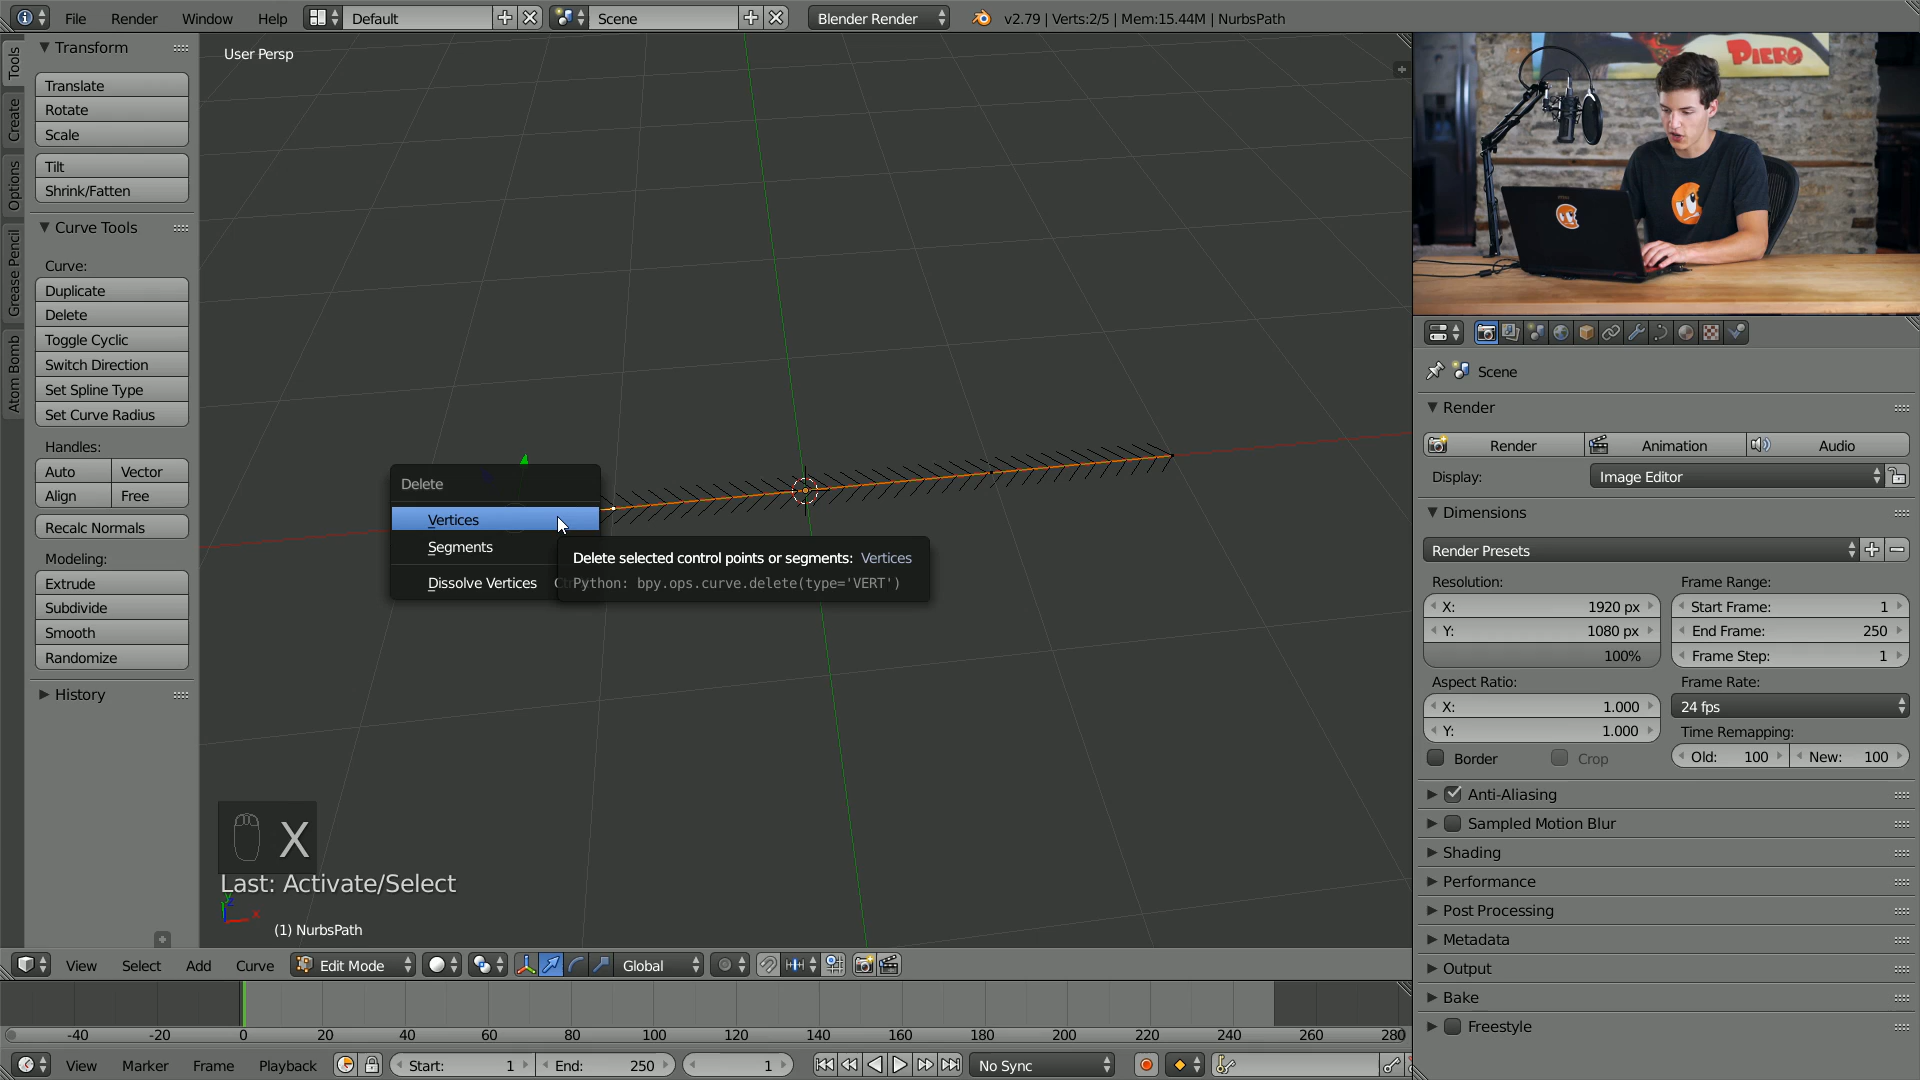 File Render Window Help Default Scene Blender Render v2.79 | Verts:2/5 | Mem:15.44M | NurbsPath
User Persp
PIERO
Tools
Create
Options
Grease Pencil
Atom Bomb
Transform
Translate
Rotate
Scale
Tilt
Shrink/Fatten
Curve Tools
Curve:
Duplicate
Delete
Toggle Cyclic
Switch Direction
Set Spline Type
Set Curve Radius
Handles:
Auto Vector
Align Free
Recalc Normals
Modeling:
Extrude
Subdivide
Smooth
Randomize
History
Delete
Vertices
Segments
Dissolve Vertices
Delete selected control points or segments: Vertices
Python: bpy.ops.curve.delete(type='VERT')
X
Last: Activate/Select
(1) NurbsPath
Scene
Render
Render Animation Audio
Display: Image Editor
Dimensions
Render Presets
Resolution: Frame Range:
X: 1920 px Start Frame: 1
Y: 1080 px End Frame: 250
100% Frame Step: 1
Aspect Ratio: Frame Rate:
X: 1.000 24 fps
Y: 1.000 Time Remapping:
Border Crop Old: 100 New: 100
Anti-Aliasing
Sampled Motion Blur
Shading
Performance
Post Processing
Metadata
Output
Bake
Freestyle
View Select Add Curve Edit Mode Global
-40 -20 0 20 40 60 80 100 120 140 160 180 200 220 240 260 280
View Marker Frame Playback Start: 1 End: 250 1 No Sync